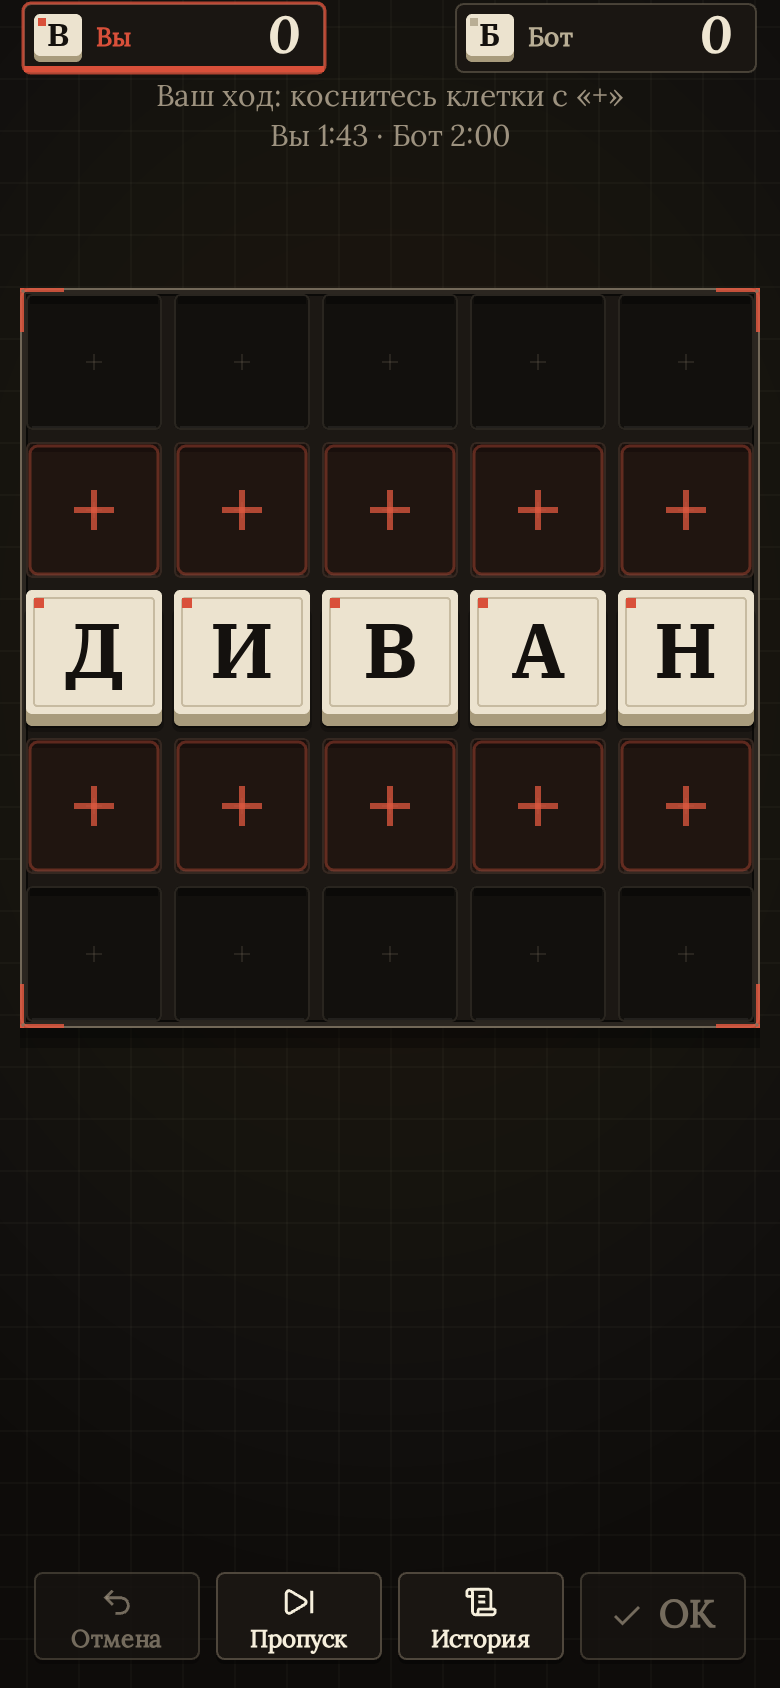 В Вы 0 Б Бот 0
Ваш ход: коснитесь клетки с «+»
Вы 1:43 · Бот 2:00
+ + + + +
+ + + + +
Д И В А Н
+ + + + +
+ + + + +
Отмена Пропуск История OK